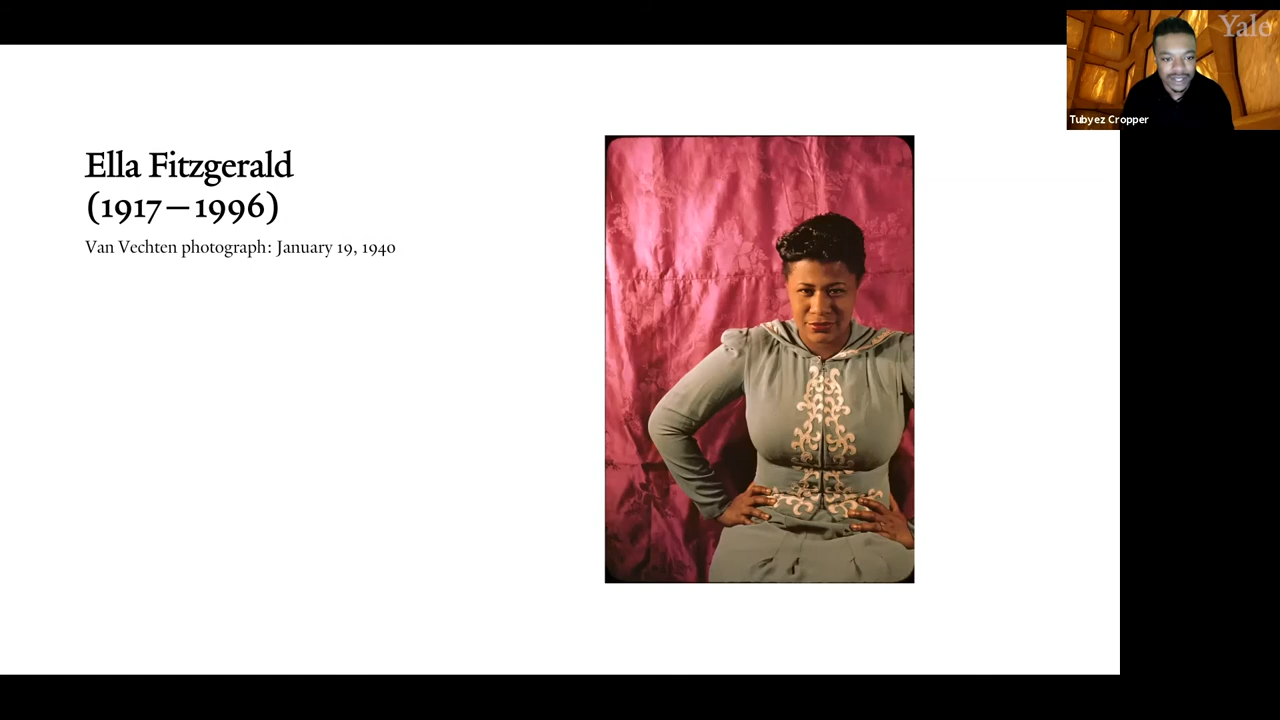 Yale
Tubyez Cropper
Ella Fitzgerald
(1917–1996)
Van Vechten photograph: January 19, 1940